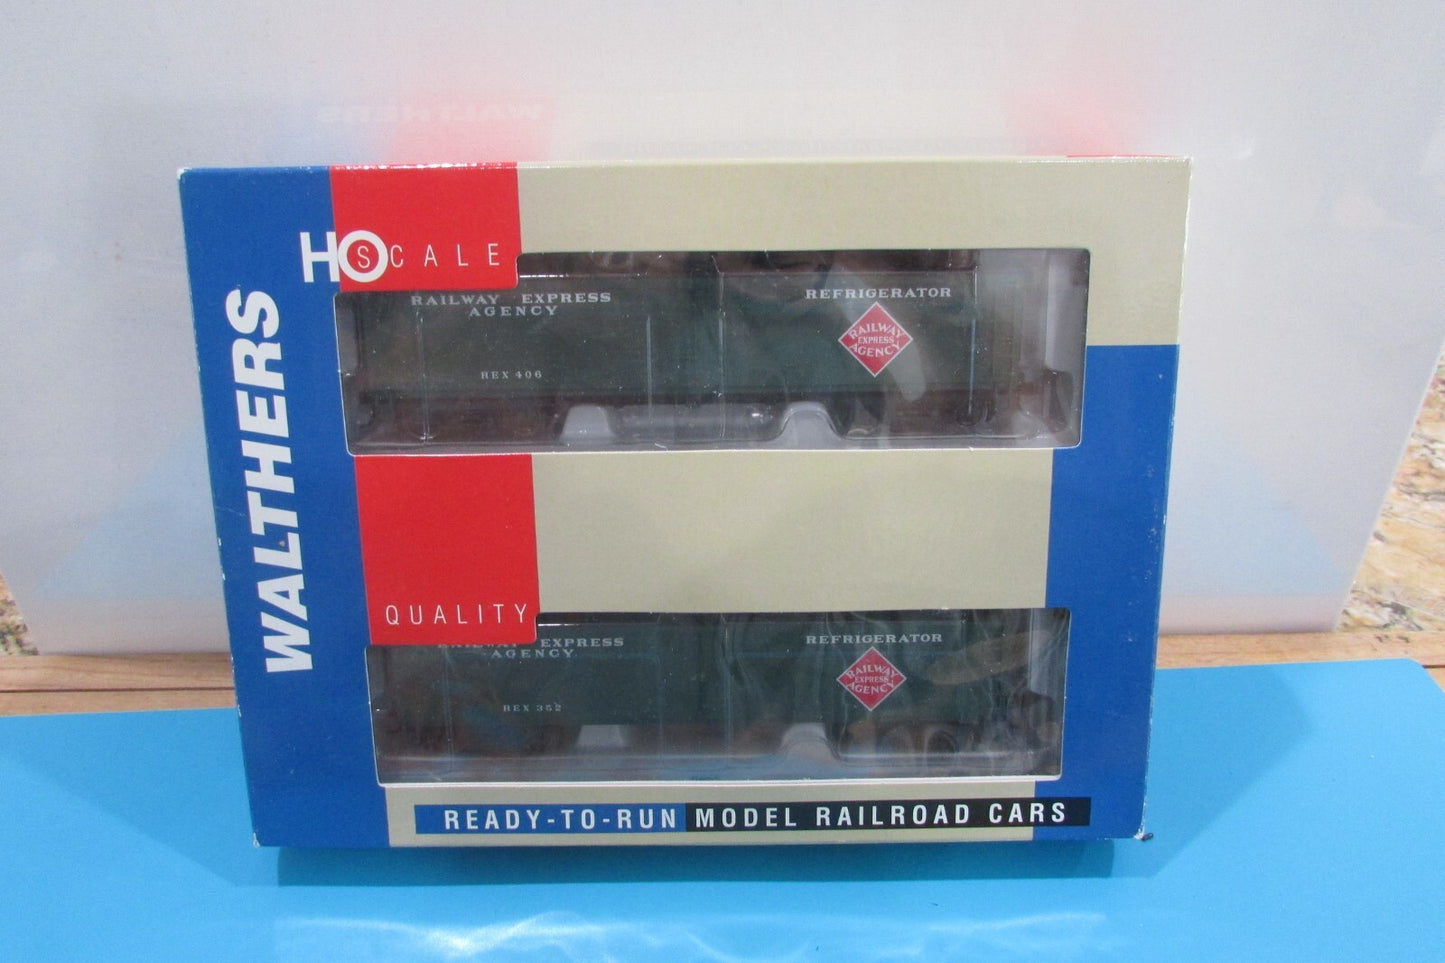 WALTHERS
HO SCALE
RAILWAY EXPRESS
AGENCY
REX 406
REFRIGERATOR
RAILWAY
EXPRESS
AGENCY
QUALITY
RAILWAY EXPRESS
AGENCY
REX 352
REFRIGERATOR
RAILWAY
EXPRESS
AGENCY
READY-TO-RUN MODEL RAILROAD CARS